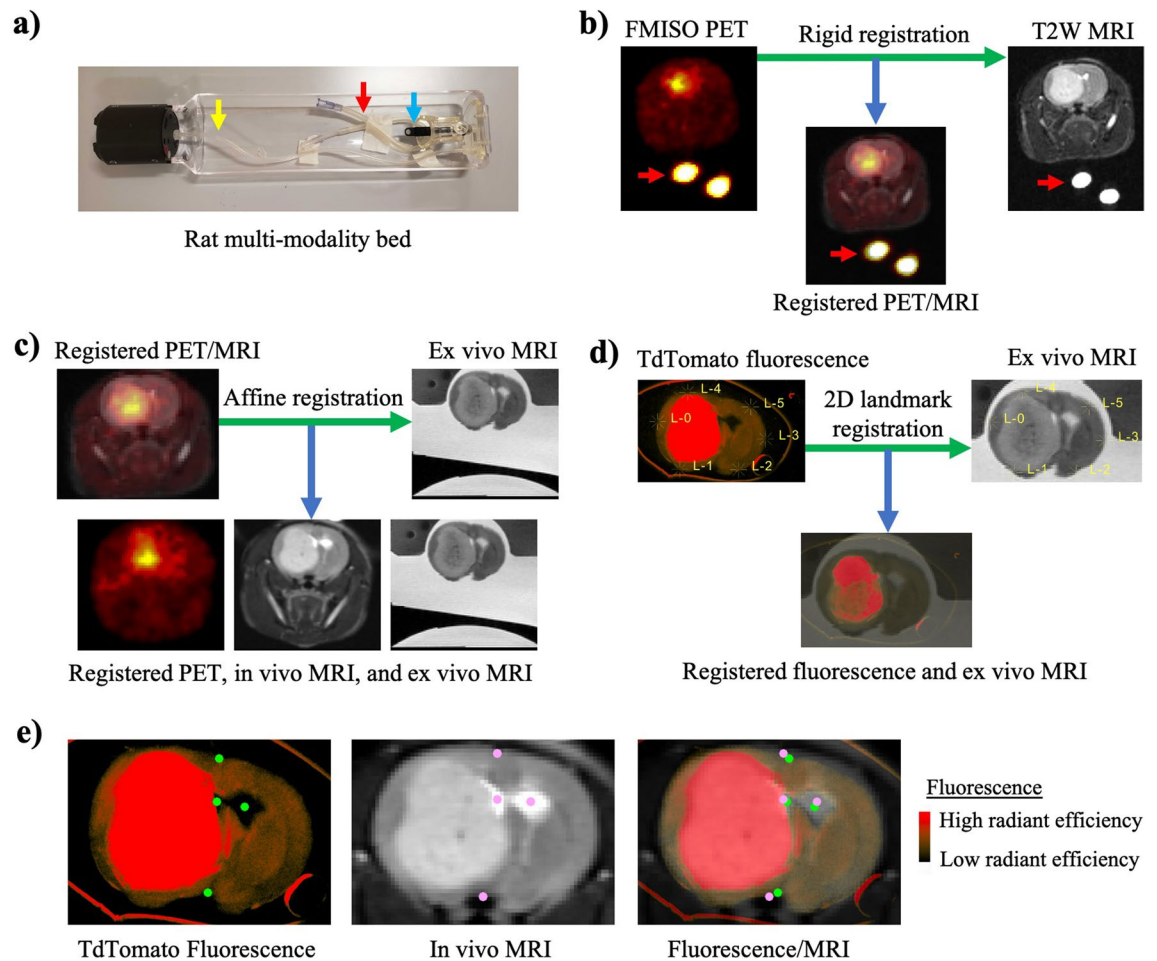 a)
Rat multi-modality bed
b)
FMISO PET
Rigid registration
T2W MRI
Registered PET/MRI
c)
Registered PET/MRI
Affine registration
Ex vivo MRI
Registered PET, in vivo MRI, and ex vivo MRI
d)
TdTomato fluorescence
2D landmark
registration
Ex vivo MRI
L-4
L-5
L-0
L-3
L-1
L-2
L-4
L-5
L-0
L-3
L-1
L-2
Registered fluorescence and ex vivo MRI
e)
Fluorescence
High radiant efficiency
Low radiant efficiency
TdTomato Fluorescence
In vivo MRI
Fluorescence/MRI